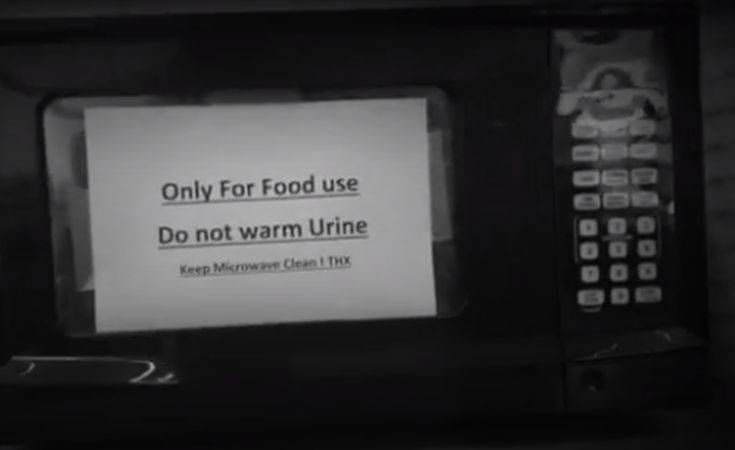 Only For Food use
Do not warm Urine
Keep Microwave Clean ! THX